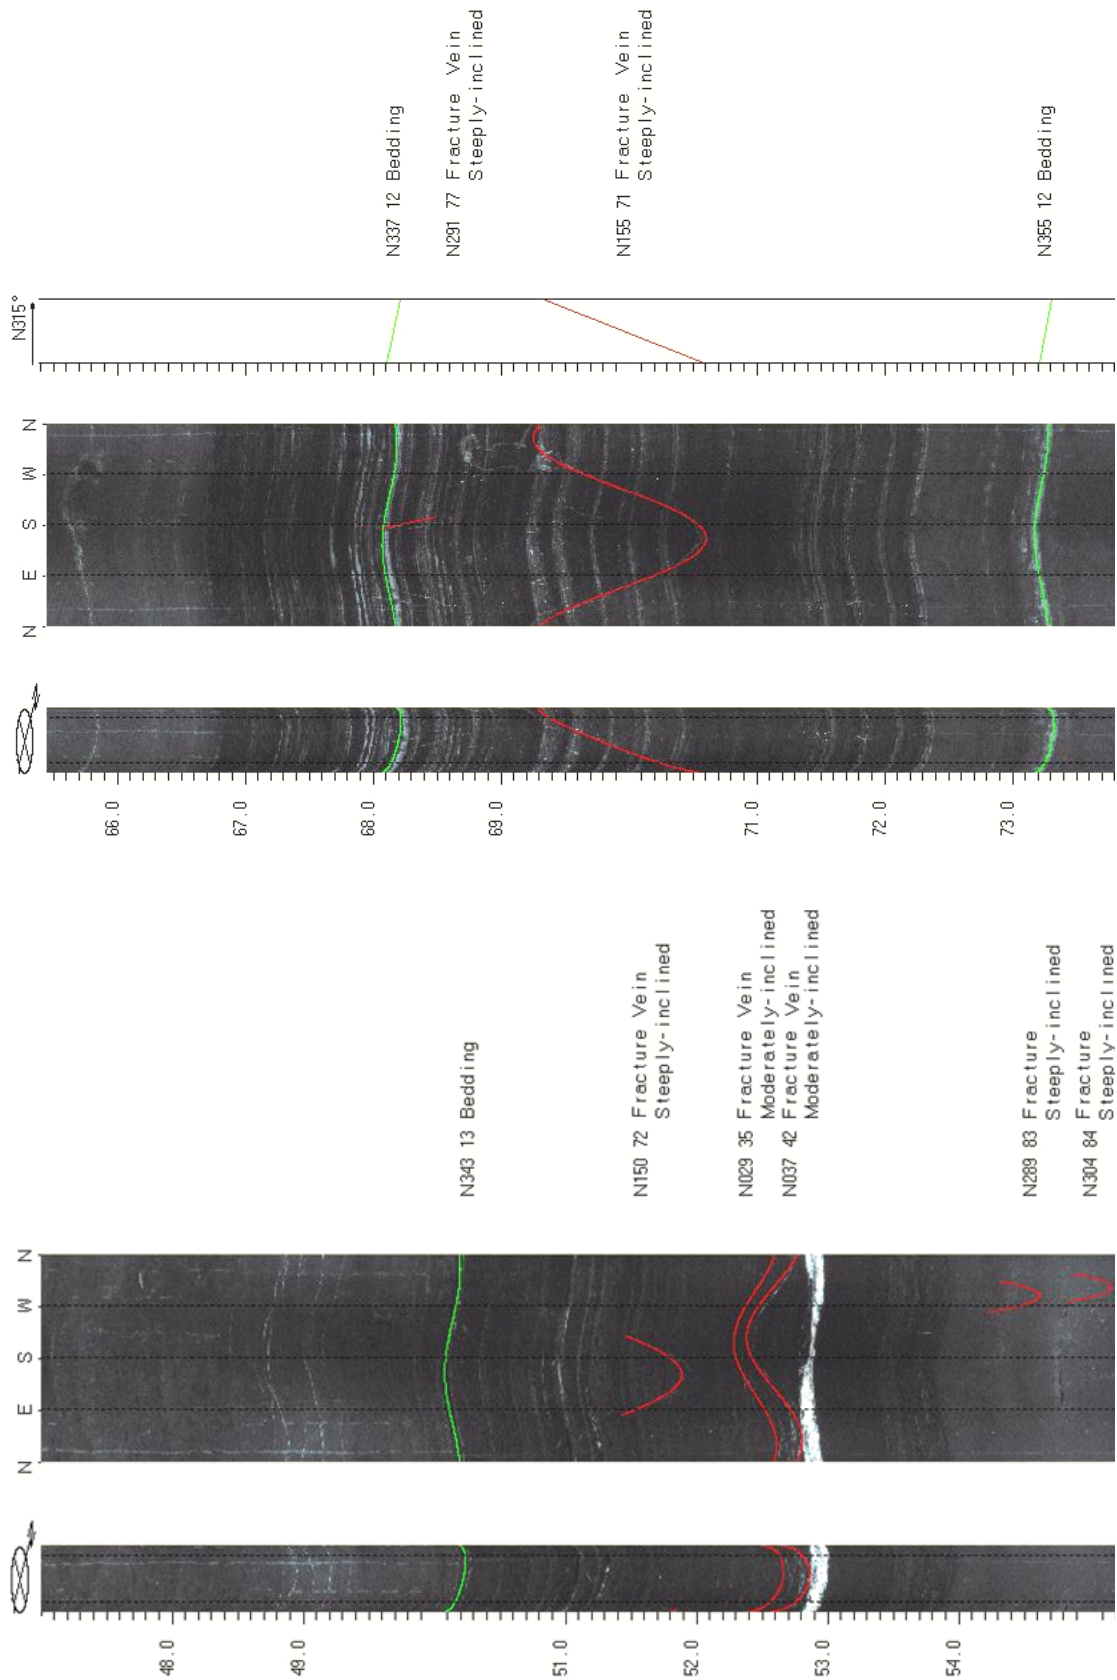 N315°
N E S W N
66.0
67.0
68.0
69.0
71.0
72.0
73.0
N337 12 Bedding
N291 77 Fracture Vein
Steeply-inclined
N155 71 Fracture Vein
Steeply-inclined
N355 12 Bedding
N E S W N
48.0
49.0
51.0
52.0
53.0
54.0
N343 13 Bedding
N150 72 Fracture Vein
Steeply-inclined
N029 35 Fracture Vein
Moderately-inclined
N037 42 Fracture Vein
Moderately-inclined
N289 83 Fracture
Steeply-inclined
N304 84 Fracture
Steeply-inclined